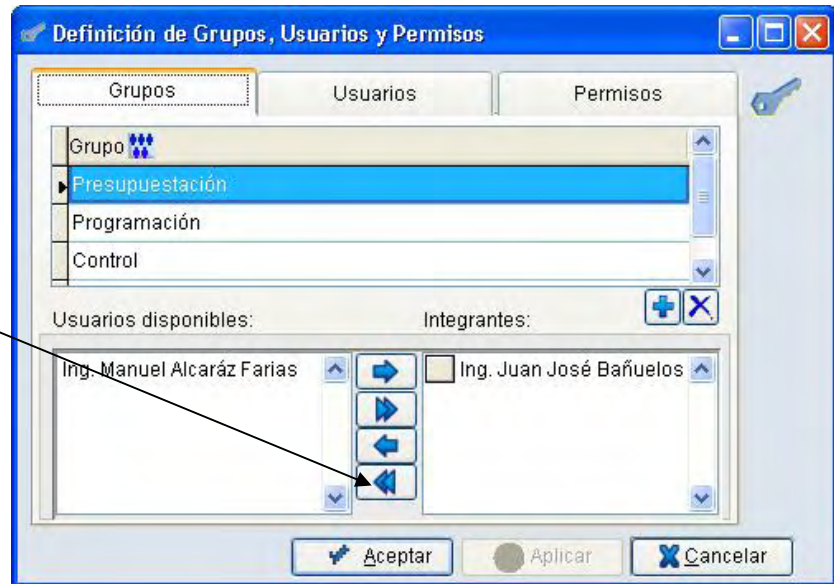 Definición de Grupos, Usuarios y Permisos
Grupos Usuarios Permisos
Grupo
Presupuestación
Programación
Control
Usuarios disponibles: Integrantes:
Ing. Manuel Alcaráz Farias Ing. Juan José Bañuelos
Aceptar Aplicar Cancelar